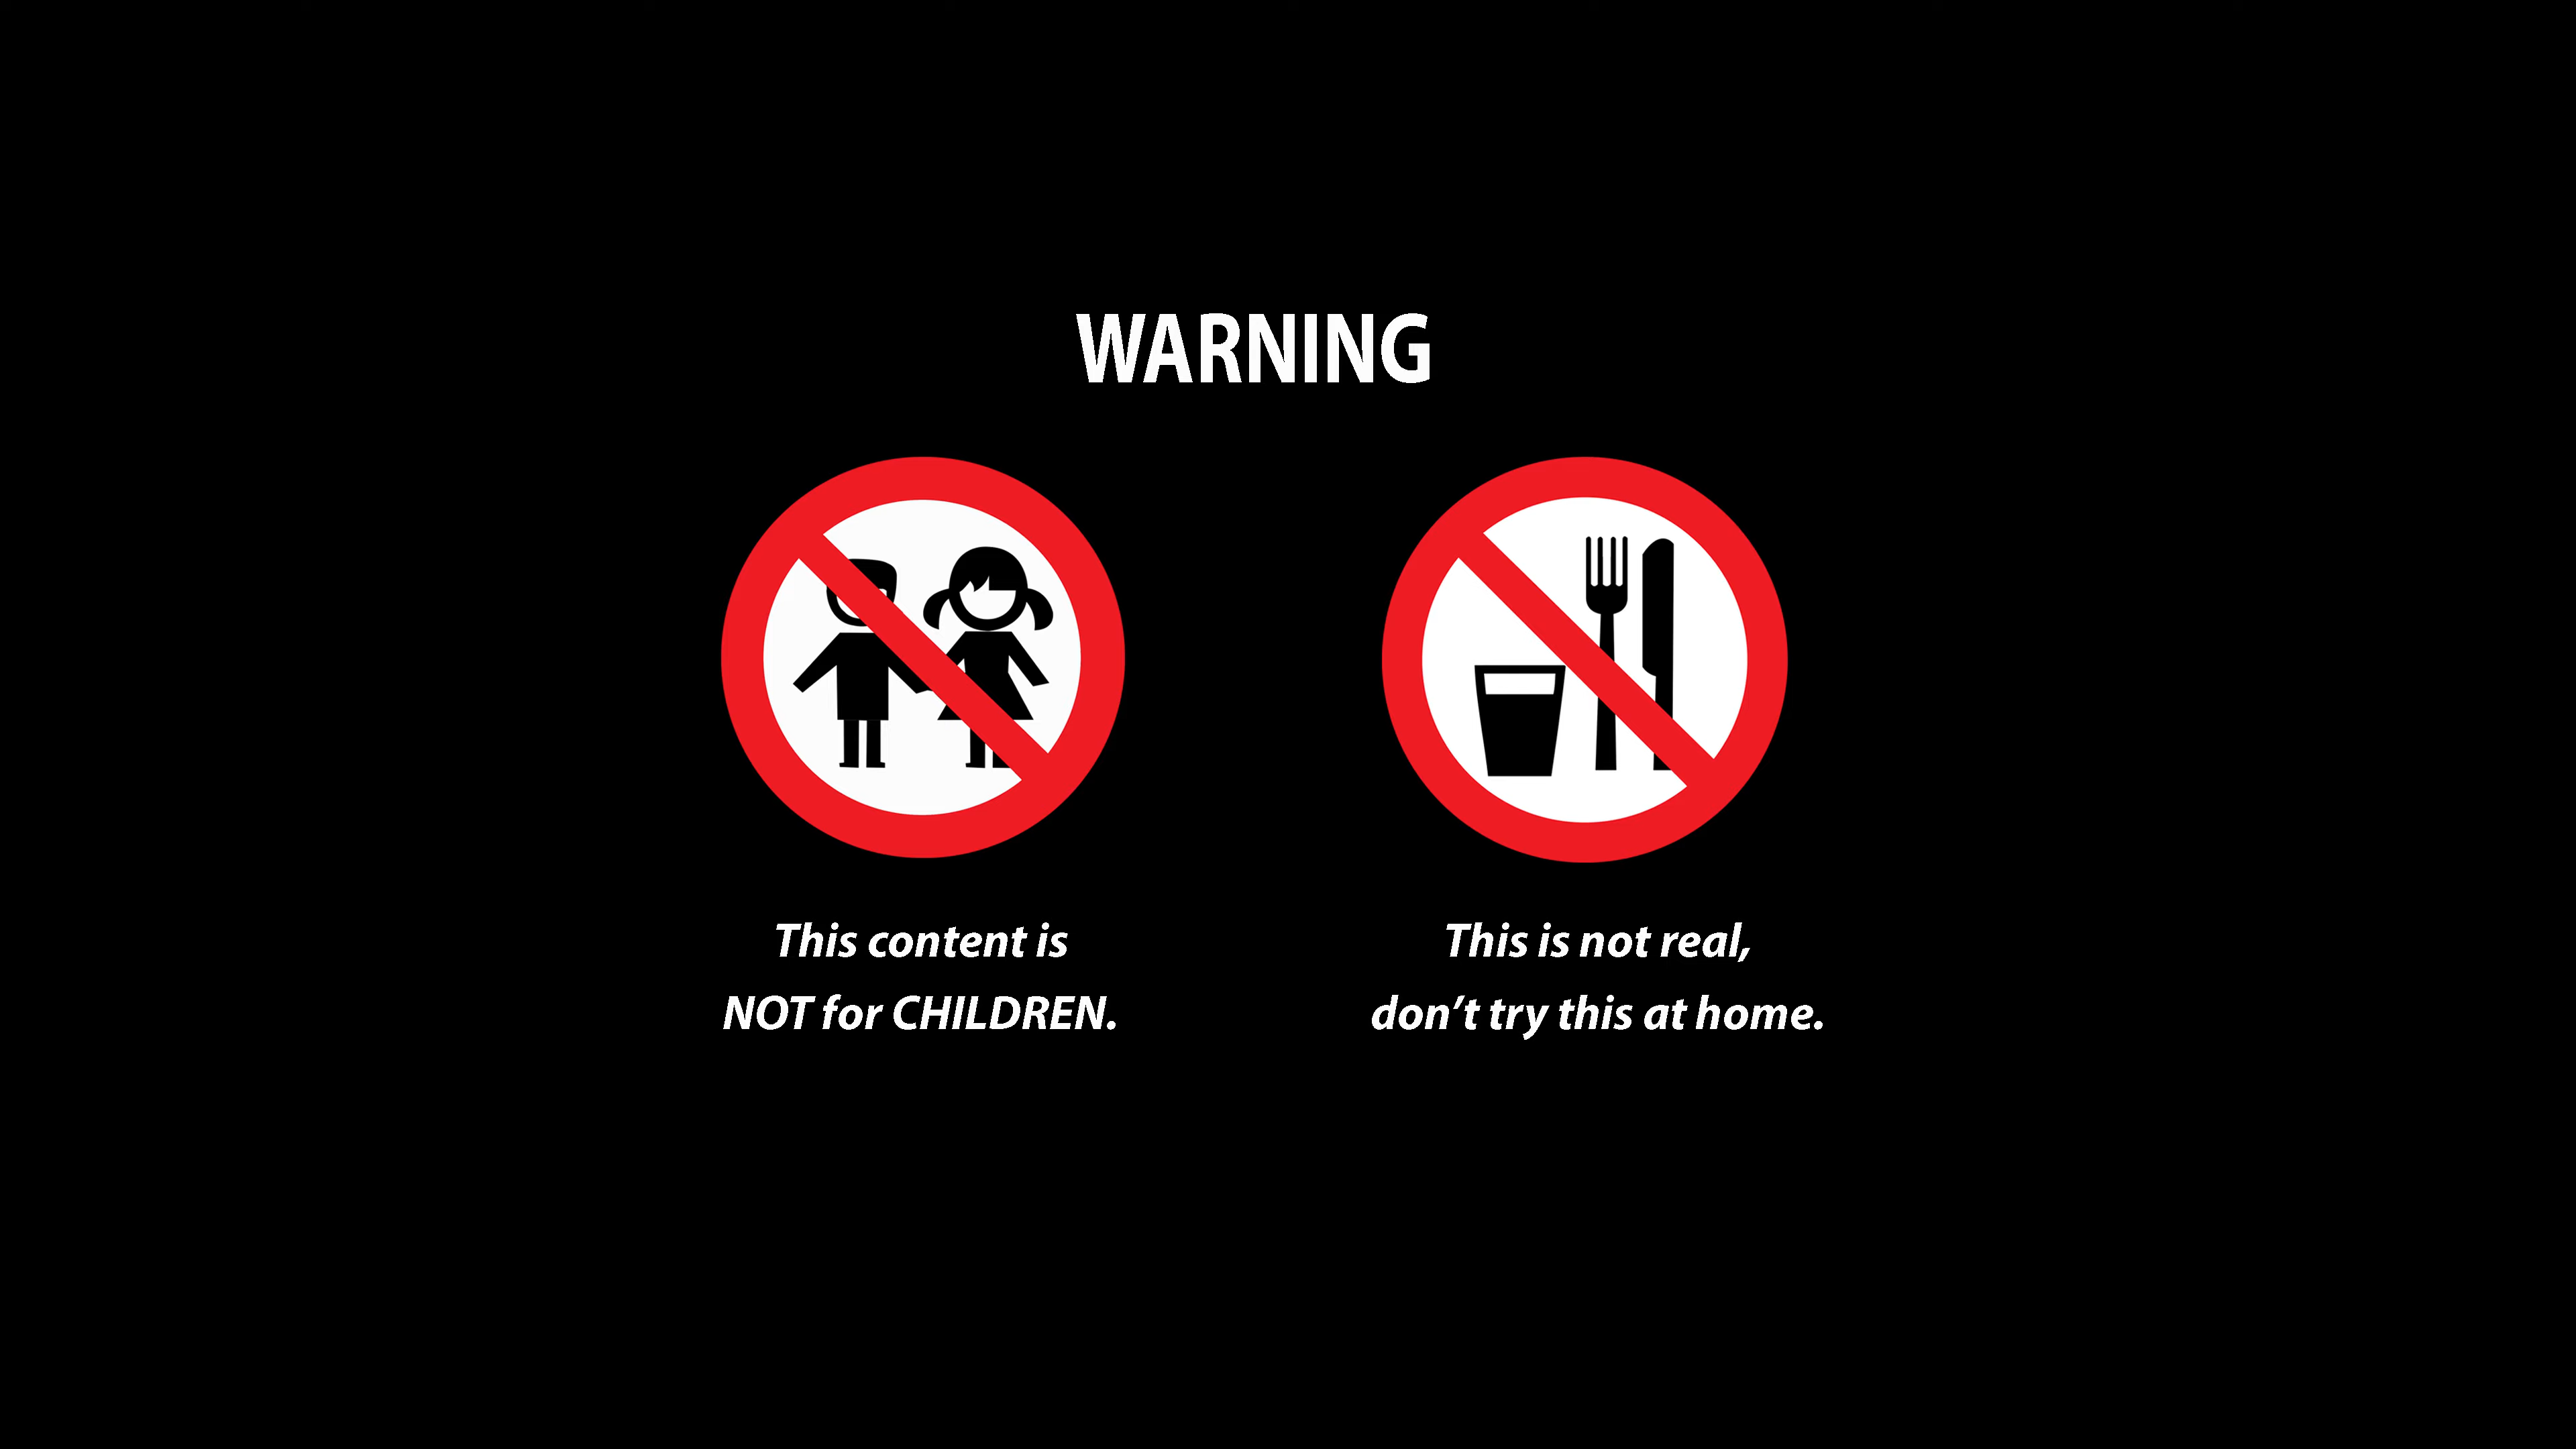 WARNING
This content is
NOT for CHILDREN.
This is not real,
don’t try this at home.